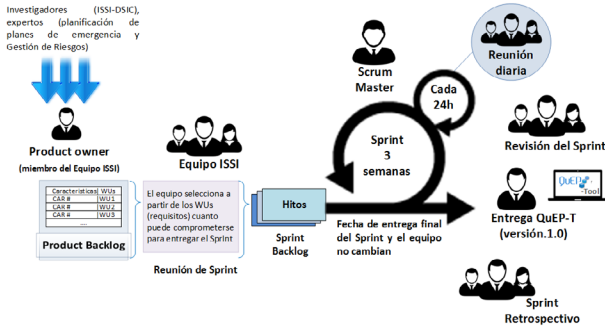 Investigadores (ISSI-DSIC),
expertos (planificación de
planes de emergencia y
Gestión de Riesgos)
Product owner
(miembro del Equipo ISSI)
Equipo ISSI
Características WUs
CAR # WU1
CAR # WU2
CAR # WU3
....
Product Backlog
El equipo selecciona a
partir de los WUs
(requisitos) cuanto
puede comprometerse
para entregar el Sprint
Reunión de Sprint
Hitos
Sprint
Backlog
Scrum
Master
Sprint
3
semanas
Cada
24h
Reunión
diaria
Fecha de entrega final
del Sprint y el equipo
no cambian
Revisión del Sprint
QuEP
-Tool
Entrega QuEP-T
(versión.1.0)
Sprint
Retrospectivo